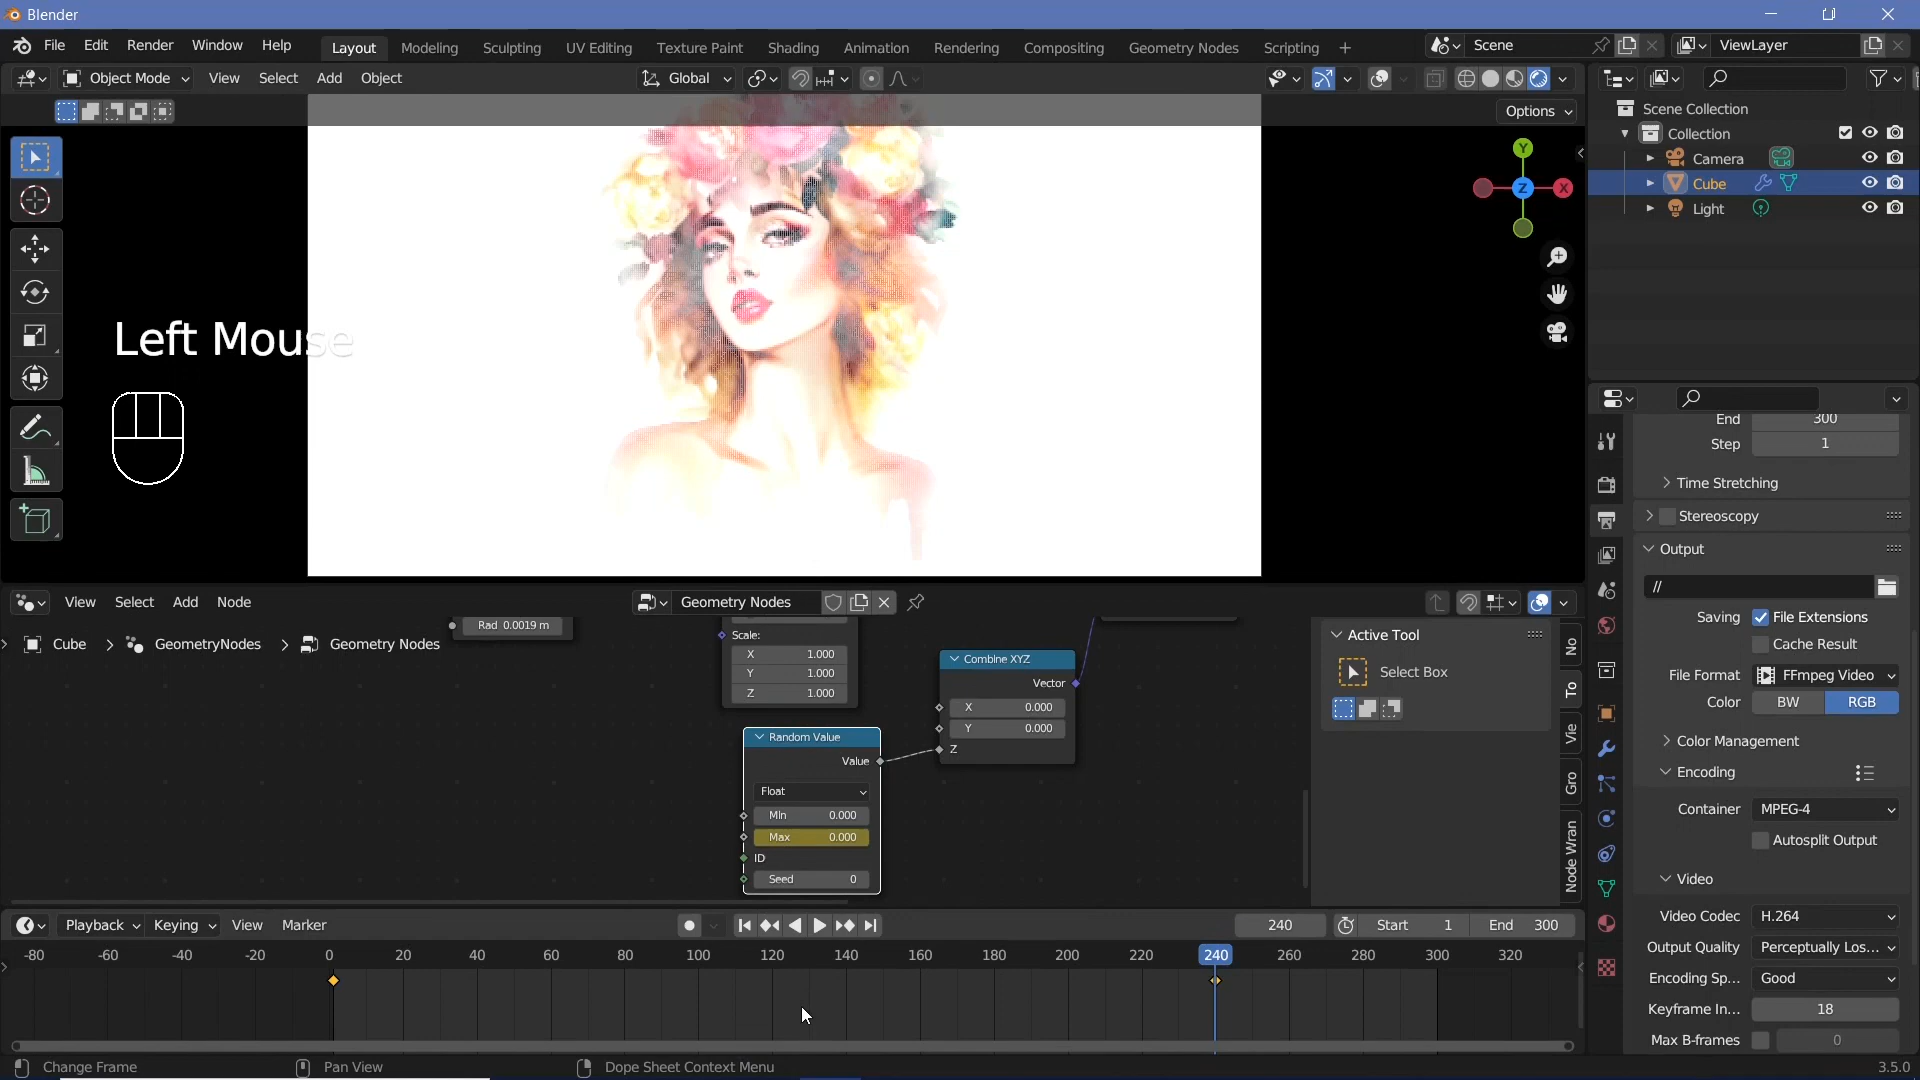 Blender
File Edit Render Window Help
Layout Modeling Sculpting UV Editing Texture Paint Shading Animation Rendering Compositing Geometry Nodes Scripting +
Scene
ViewLayer
Object Mode View Select Add Object
Global
Options
Scene Collection
Collection
Camera
Cube
Light
Y
X
Z
Left Mouse
End 300
Step 1
Time Stretching
Stereoscopy
Output
//
Saving File Extensions
Cache Result
File Format FFmpeg Video
Color BW RGB
Color Management
Encoding
Container MPEG-4
Autosplit Output
Video
Video Codec H.264
Output Quality Perceptually Los...
Encoding Sp... Good
Keyframe In... 18
Max B-frames 0
View Select Add Node
Geometry Nodes
Cube > GeometryNodes > Geometry Nodes
Rad 0.0019 m
Scale:
X 1.000
Y 1.000
Z 1.000
Combine XYZ
Vector
X 0.000
Y 0.000
Z
Random Value
Value
Float
Min 0.000
Max 0.000
ID
Seed 0
Active Tool
Select Box
No
To
Vie
Gro
Node Wran
Playback Keying View Marker
240
Start 1
End 300
-80 -60 -40 -20 0 20 40 60 80 100 120 140 160 180 200 220 240 260 280 300 320
Change Frame
Pan View
Dope Sheet Context Menu
3.5.0